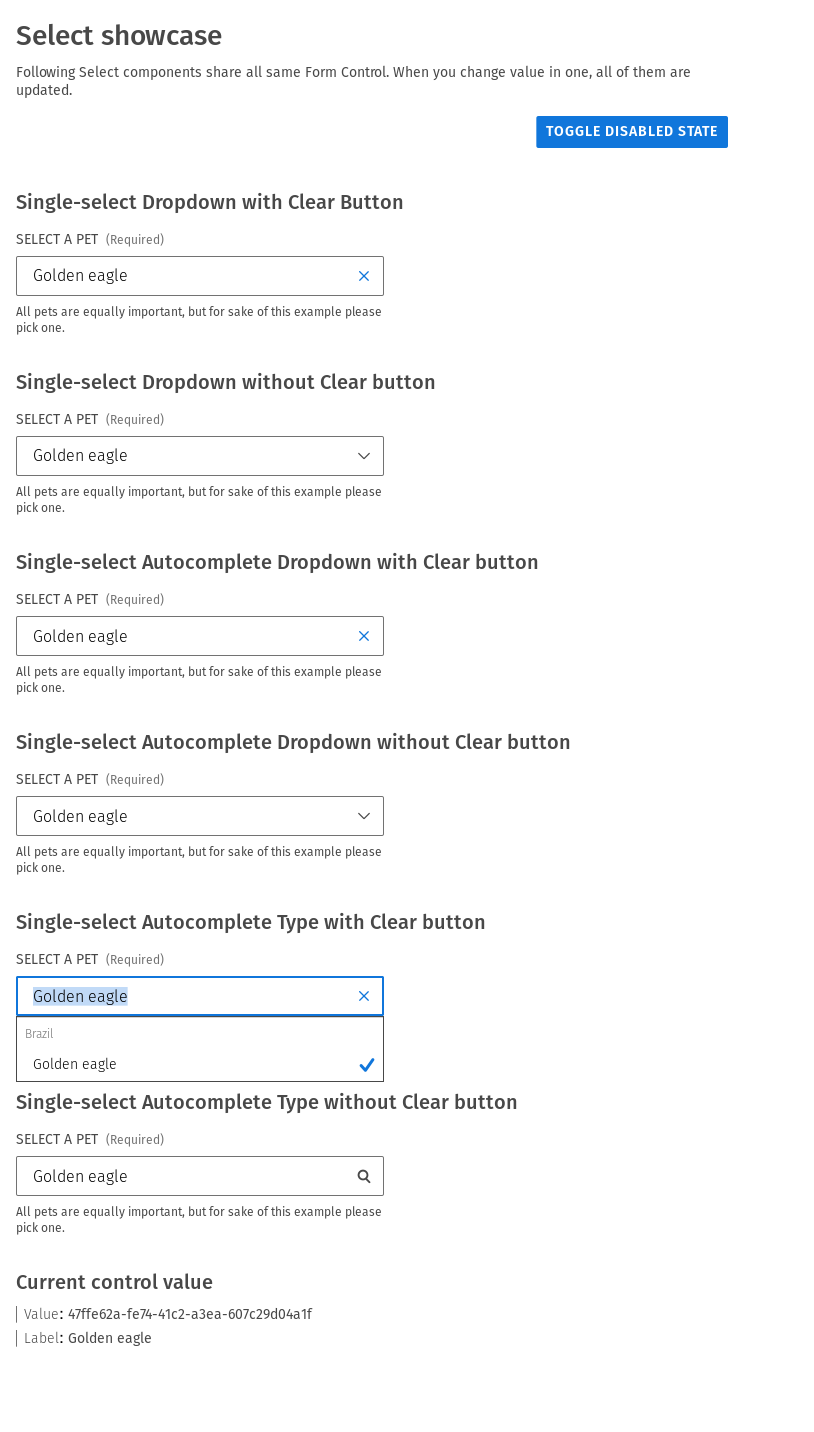 Select showcase
Following Select components share all same Form Control. When you change value in one, all of them are
updated.
TOGGLE DISABLED STATE
Single-select Dropdown with Clear Button
SELECT A PET (Required)
Golden eagle
All pets are equally important, but for sake of this example please
pick one.
Single-select Dropdown without Clear button
SELECT A PET (Required)
Golden eagle
All pets are equally important, but for sake of this example please
pick one.
Single-select Autocomplete Dropdown with Clear button
SELECT A PET (Required)
Golden eagle
All pets are equally important, but for sake of this example please
pick one.
Single-select Autocomplete Dropdown without Clear button
SELECT A PET (Required)
Golden eagle
All pets are equally important, but for sake of this example please
pick one.
Single-select Autocomplete Type with Clear button
SELECT A PET (Required)
Golden eagle
Brazil
Golden eagle
Single-select Autocomplete Type without Clear button
SELECT A PET (Required)
Golden eagle
All pets are equally important, but for sake of this example please
pick one.
Current control value
Value: 47ffe62a-fe74-41c2-a3ea-607c29d04a1f
Label: Golden eagle